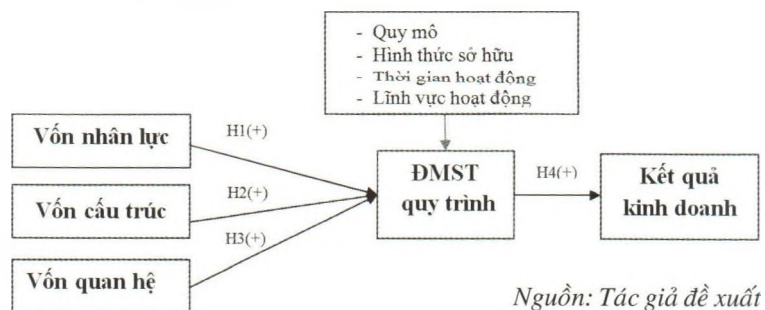 - Quy mô
- Hình thức sở hữu
- Thời gian hoạt động
- Lĩnh vực hoạt động
Vốn nhân lực
H1(+)
Vốn cấu trúc
H2(+)
Vốn quan hệ
H3(+)
ĐMST
quy trình
H4(+)
Kết quả
kinh doanh
Nguồn: Tác giả đề xuất